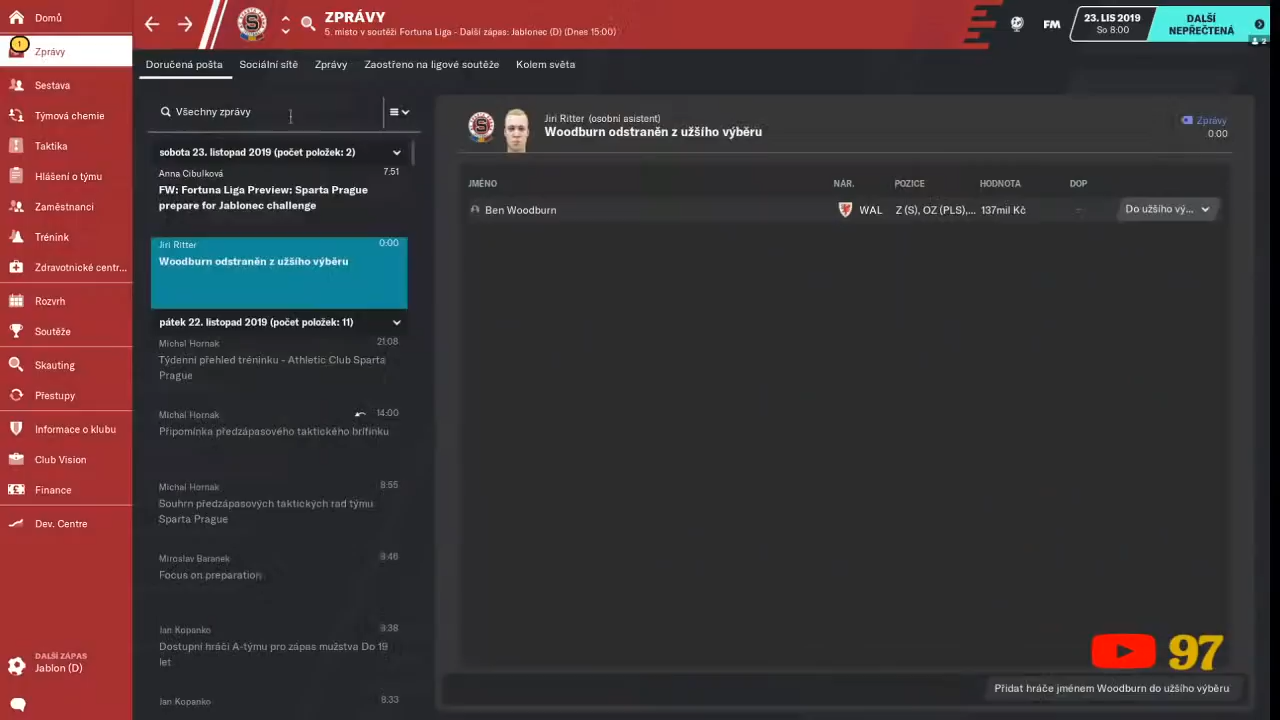 Domů
1
Zprávy
Sestava
Týmová chemie
Taktika
Hlášení o týmu
Zaměstnanci
Trénink
Zdravotnické centr...
Rozvrh
Soutěže
Skauting
Přestupy
Informace o klubu
Club Vision
Finance
Dev. Centre
DALŠÍ ZÁPAS
Jablon (D)
ZPRÁVY
5. místo v soutěži Fortuna Liga - Další zápas: Jablonec (D) (Dnes 15:00)
FM
23. LIS 2019
So 8:00
DALŠÍ
NEPŘEČTENÁ
2
Doručená pošta
Sociální sítě
Zprávy
Zaostřeno na ligové soutěže
Kolem světa
Všechny zprávy
sobota 23. listopad 2019 (počet položek: 2)
Anna Cibulková 7:51
FW: Fortuna Liga Preview: Sparta Prague
prepare for Jablonec challenge
Jiri Ritter 0:00
Woodburn odstraněn z užšího výběru
pátek 22. listopad 2019 (počet položek: 11)
Michal Hornak 21:08
Týdenní přehled tréninku - Athletic Club Sparta
Prague
Michal Hornak 14:00
Připomínka předzápasového taktického brífinku
Michal Hornak 8:55
Souhrn předzápasových taktických rad týmu
Sparta Prague
Miroslav Baranek 8:46
Focus on preparation
Jan Kopanko 8:38
Dostupní hráči A-týmu pro zápas mužstva Do 19
let
Jan Kopanko 8:33
Jiri Ritter (osobní asistent)
Woodburn odstraněn z užšího výběru
Zprávy
0:00
JMÉNO NÁR. POZICE HODNOTA DOP
Ben Woodburn WAL Z (S), OZ (PLS),... 137mil Kč Do užšího vý...
97
Přidat hráče jménem Woodburn do užšího výběru